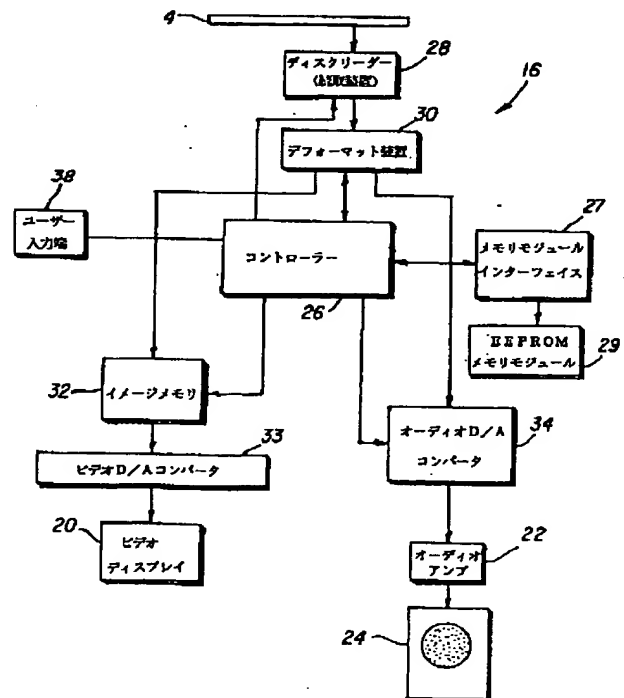 4
ディスクリーダー
(読取装置)
28
16
30
デフォーマット装置
38
ユーザー
入力端
27
メモリモジュール
インターフェイス
コントローラー
26
EEPROM
メモリモジュール
29
32
イメージメモリ
オーディオD/A
コンバータ
34
33
ビデオD/Aコンバータ
20
ビデオ
ディスプレイ
オーディオ
アンプ
22
24